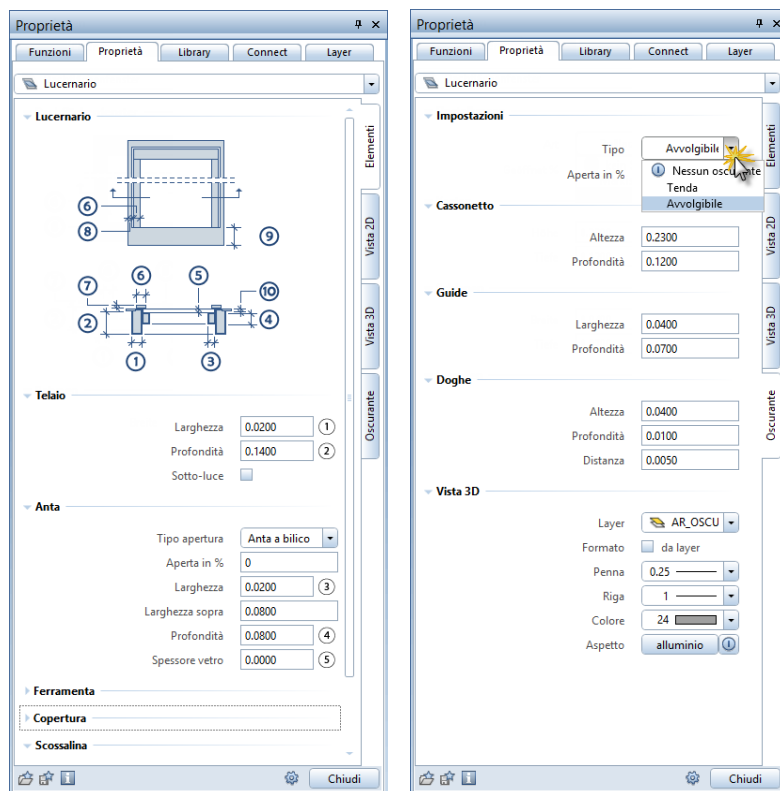 Proprietà
Funzioni Proprietà Library Connect Layer
Lucernario
Lucernario
6
8
9
7
6
5
10
2
4
1
3
Telaio
Larghezza 0.0200 1
Profondità 0.1400 2
Sotto-luce
Anta
Tipo apertura Anta a bilico
Aperta in % 0
Larghezza 0.0200 3
Larghezza sopra 0.0800
Profondità 0.0800 4
Spessore vetro 0.0000 5
Ferramenta
Copertura
Scossalina
Chiudi
Elementi
Vista 2D
Vista 3D
Oscurante
Proprietà
Funzioni Proprietà Library Connect Layer
Lucernario
Impostazioni
Tipo Avvolgibile
Aperta in %
Nessun oscurante
Tenda
Avvolgibile
Cassonetto
Altezza 0.2300
Profondità 0.1200
Guide
Larghezza 0.0400
Profondità 0.0700
Doghe
Altezza 0.0400
Profondità 0.0100
Distanza 0.0050
Vista 3D
Layer AR_OSCU
Formato da layer
Penna 0.25
Riga 1
Colore 24
Aspetto alluminio
Chiudi
Elementi
Vista 2D
Vista 3D
Oscurante